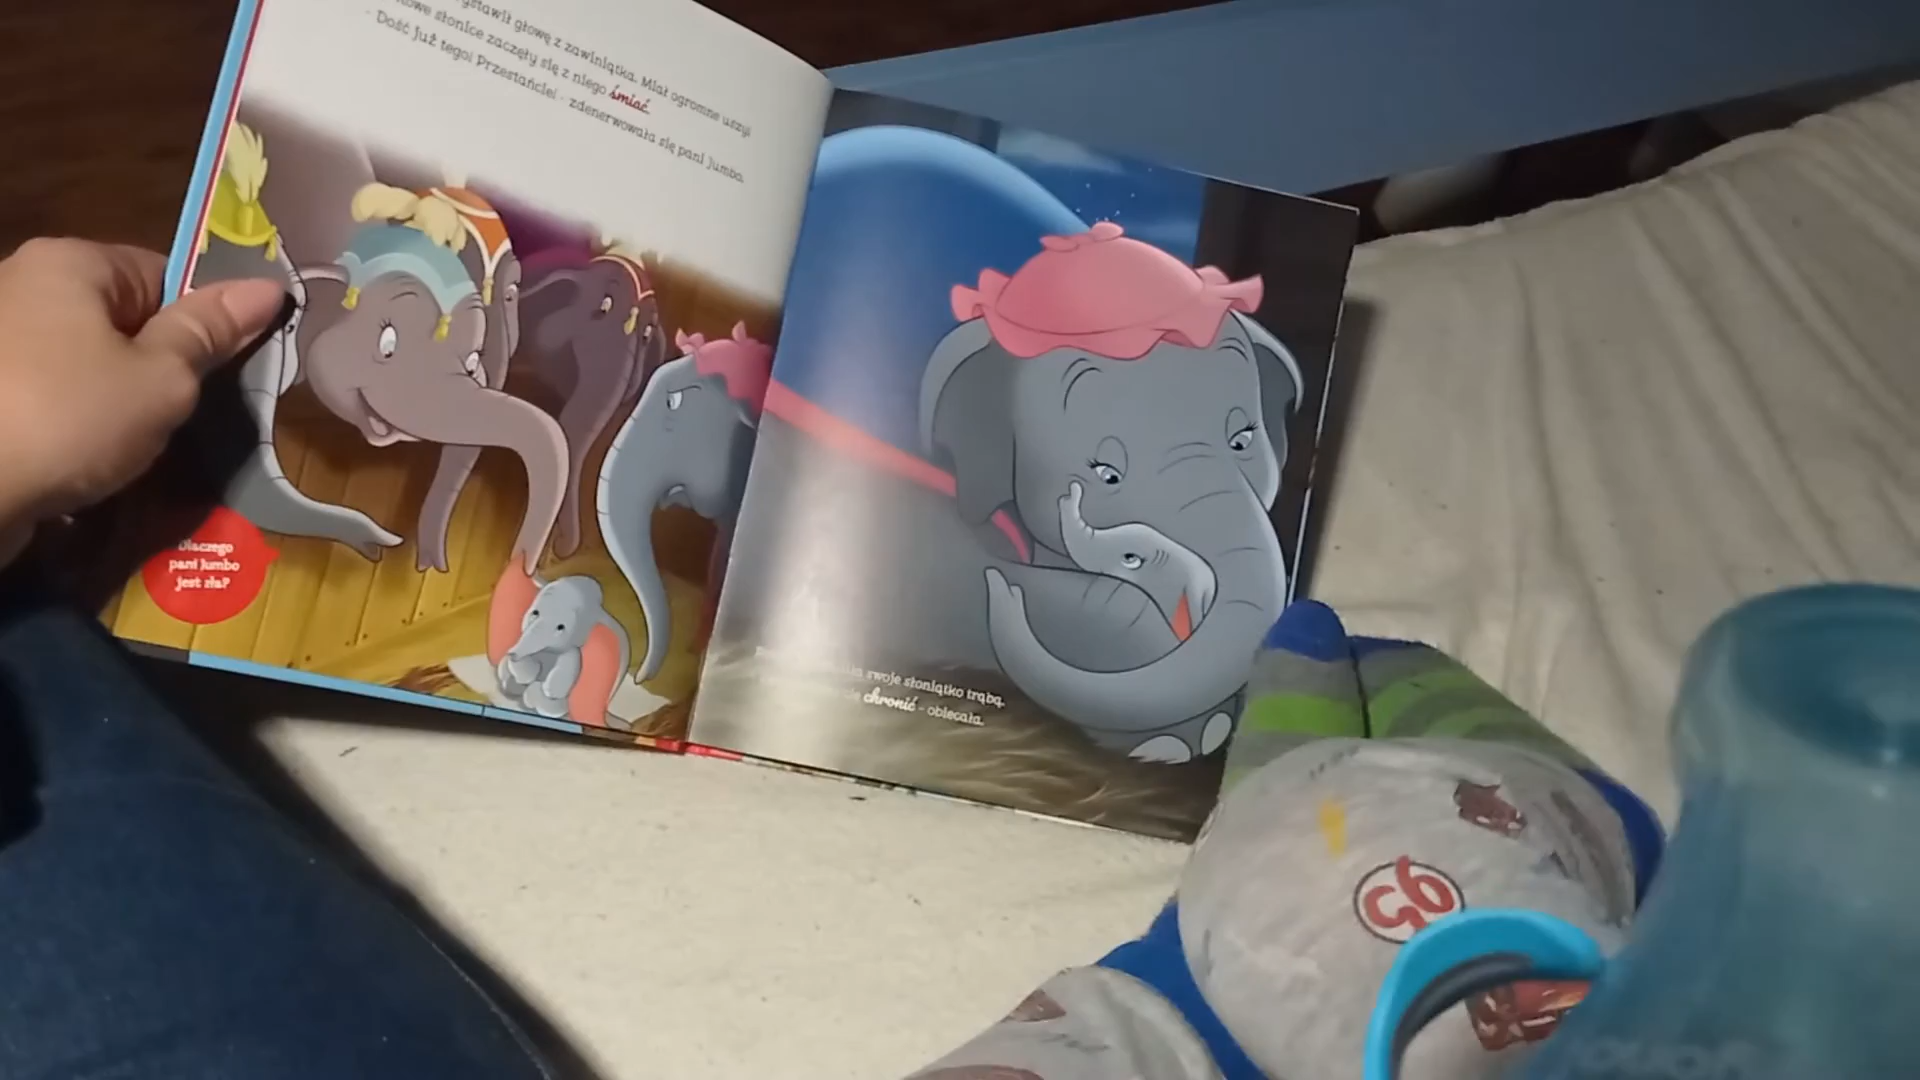 głowę z zawiniątka. Miał ogromne uszy!
słonice zaczęły się z niego śmiać.
- Dość już tego! Przestańcie! - zdenerwowała się pani Jumbo.
Dlaczego
pani Jumbo
jest zła?
swoje słoniątko trąbą.
chronić - obiecała.
95